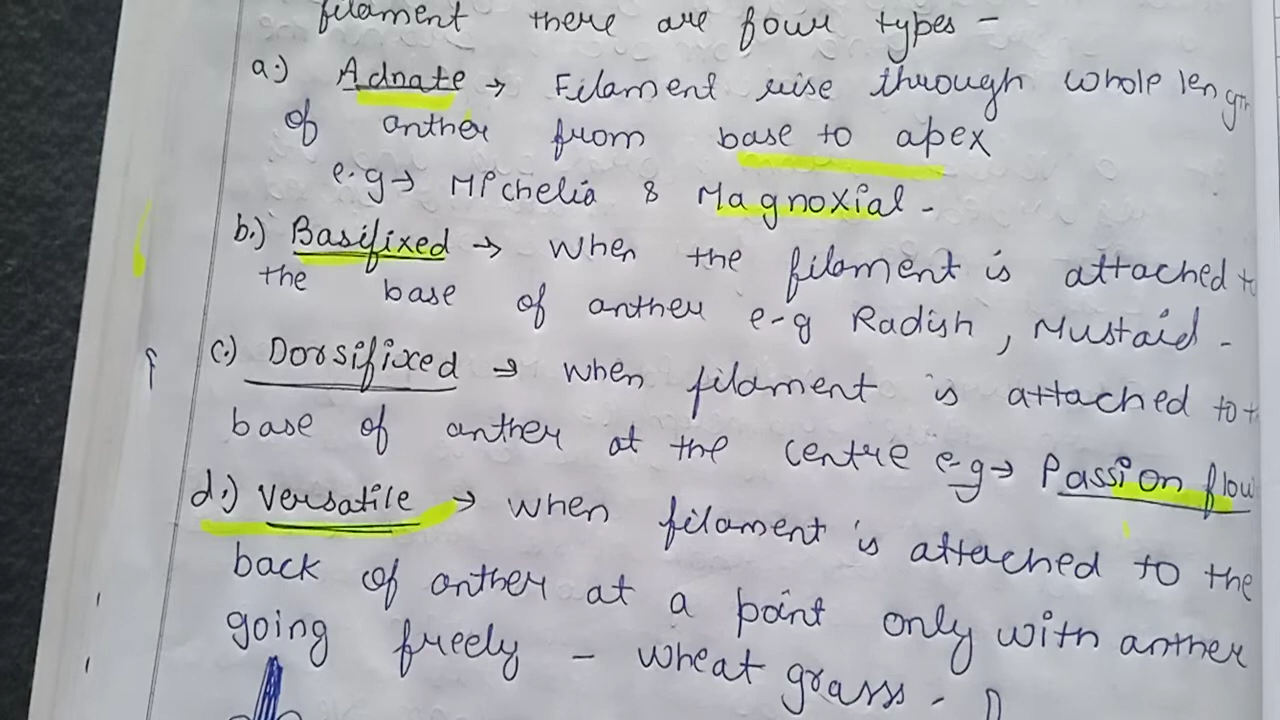 filament there are four types -
a:) Adnate → Filament rise through whole length
of anther from base to apex
e.g → Michelia & Magnoxial -
b.) Basifixed → when the filament is attached to
the base of anther e-g Radish, Mustard -
c.) Dorsifixed → when filament is attached to t
base of anther at the centre e-g → Passion flow
d.) Versatile → when filament is attached to the
back of anther at a point only with anther
going freely - wheat grass.